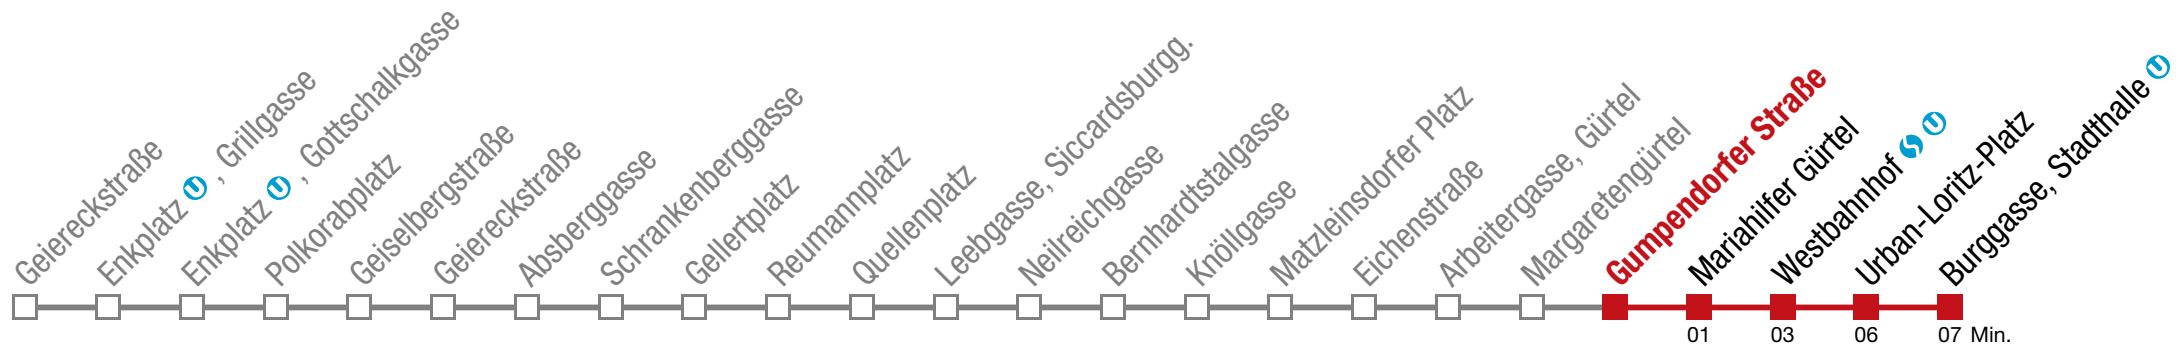 Geiereckstraße
Enkplatz U , Grillgasse
Enkplatz U , Gottschalkgasse
Polkorabplatz
Geiselbergstraße
Geiereckstraße
Absberggasse
Schrankenberggasse
Gellertplatz
Reumannplatz
Quellenplatz
Leebgasse, Siccardsburgg.
Neilreichgasse
Bernhardtstalgasse
Knöllgasse
Matzleinsdorfer Platz
Eichenstraße
Arbeitergasse, Gürtel
Margaretengürtel
Gumpendorfer Straße
Mariahilfer Gürtel
Westbahnhof S U
Urban-Loritz-Platz
Burggasse, Stadthalle U
01 03 06 07 Min.